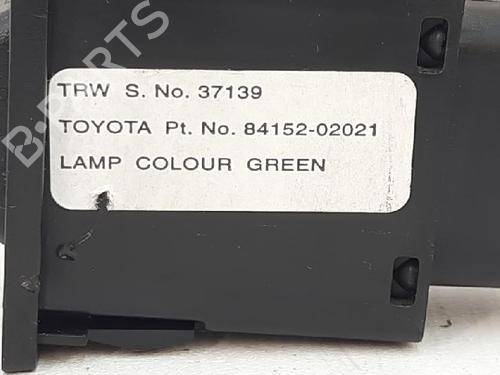 B-PARTS
TRW S. No. 37139
TOYOTA Pt. No. 84152-02021
LAMP COLOUR GREEN